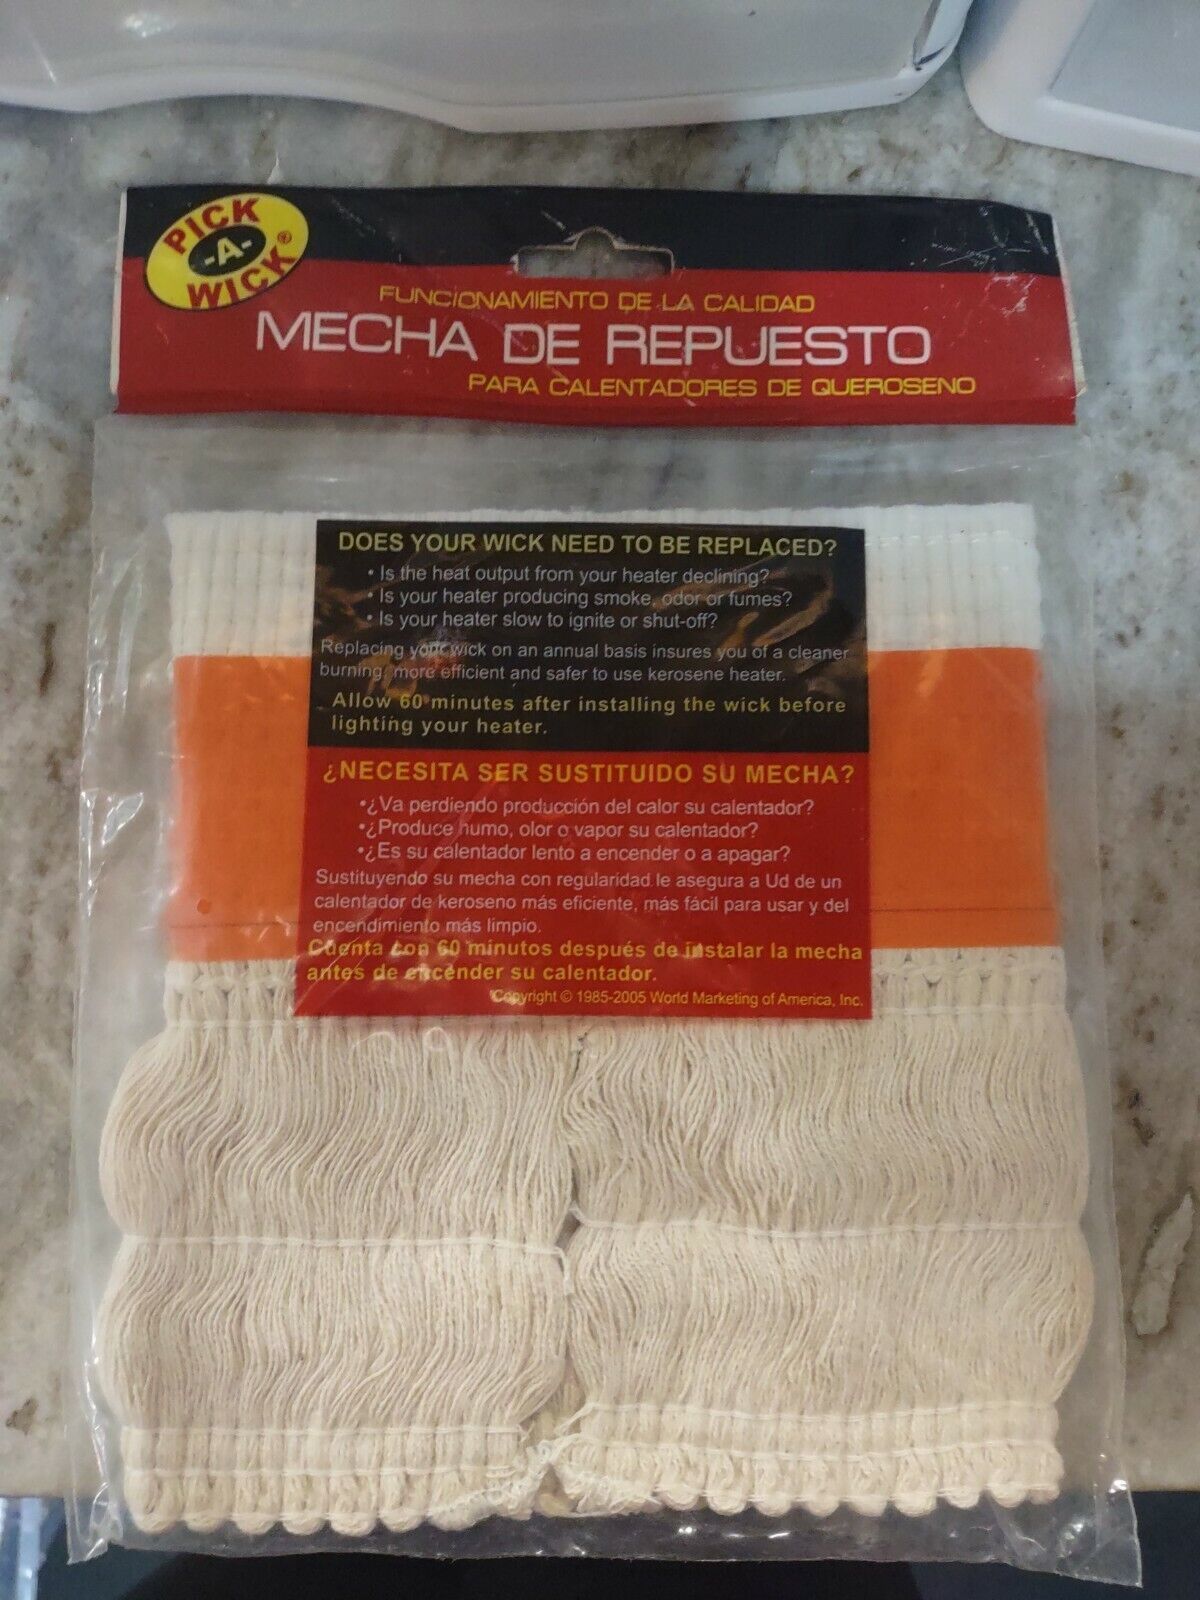 PICK
-A-
WICK®
FUNCIONAMIENTO DE LA CALIDAD
MECHA DE REPUESTO
PARA CALENTADORES DE QUEROSENO
DOES YOUR WICK NEED TO BE REPLACED?
• Is the heat output from your heater declining?
• Is your heater producing smoke, odor or fumes?
• Is your heater slow to ignite or shut-off?
Replacing your wick on an annual basis insures you of a cleaner
burning, more efficient and safer to use kerosene heater.
Allow 60 minutes after installing the wick before
lighting your heater.
¿NECESITA SER SUSTITUIDO SU MECHA?
•¿Va perdiendo producción del calor su calentador?
•¿Produce humo, olor o vapor su calentador?
•¿Es su calentador lento a encender o a apagar?
Sustituyendo su mecha con regularidad le asegura a Ud de un
calentador de keroseno más eficiente, más fácil para usar y del
encendimiento más limpio.
Cuenta con 60 minutos después de instalar la mecha
antes de encender su calentador.
Copyright © 1985-2005 World Marketing of America, Inc.